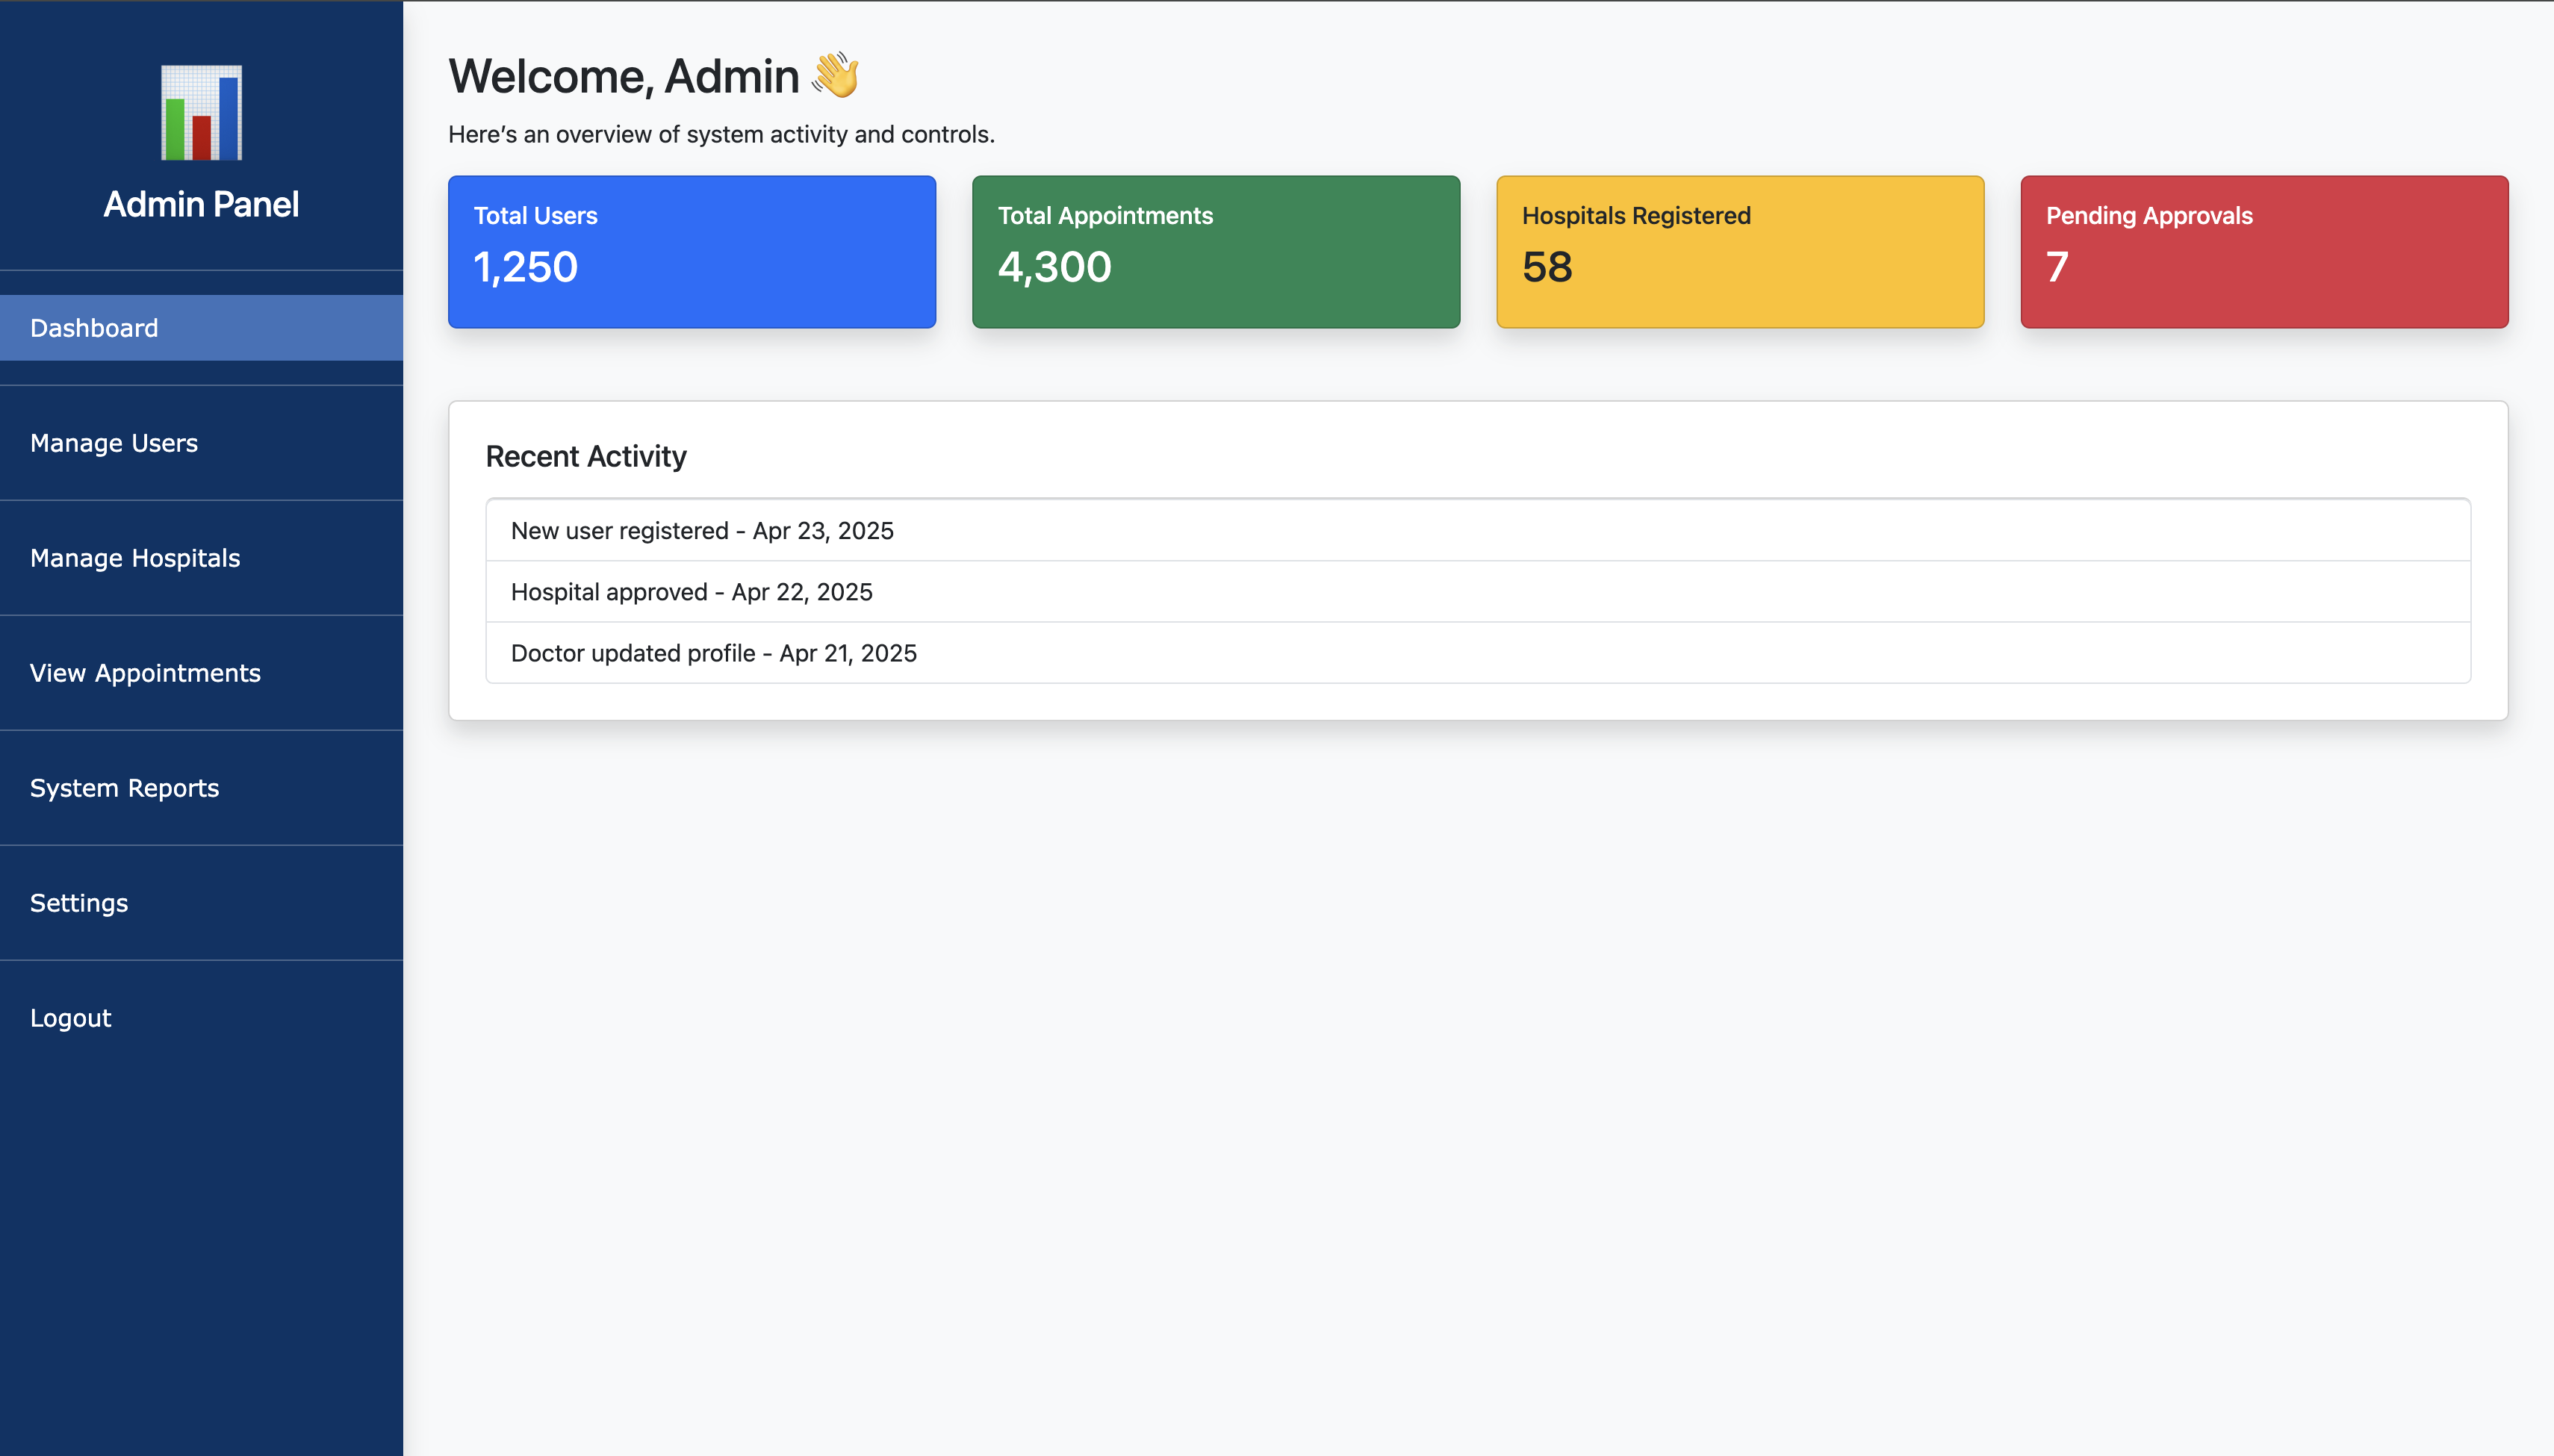 Admin Panel
Dashboard
Manage Users
Manage Hospitals
View Appointments
System Reports
Settings
Logout
Welcome, Admin 👋
Here’s an overview of system activity and controls.
Total Users
1,250
Total Appointments
4,300
Hospitals Registered
58
Pending Approvals
7
Recent Activity
New user registered - Apr 23, 2025
Hospital approved - Apr 22, 2025
Doctor updated profile - Apr 21, 2025